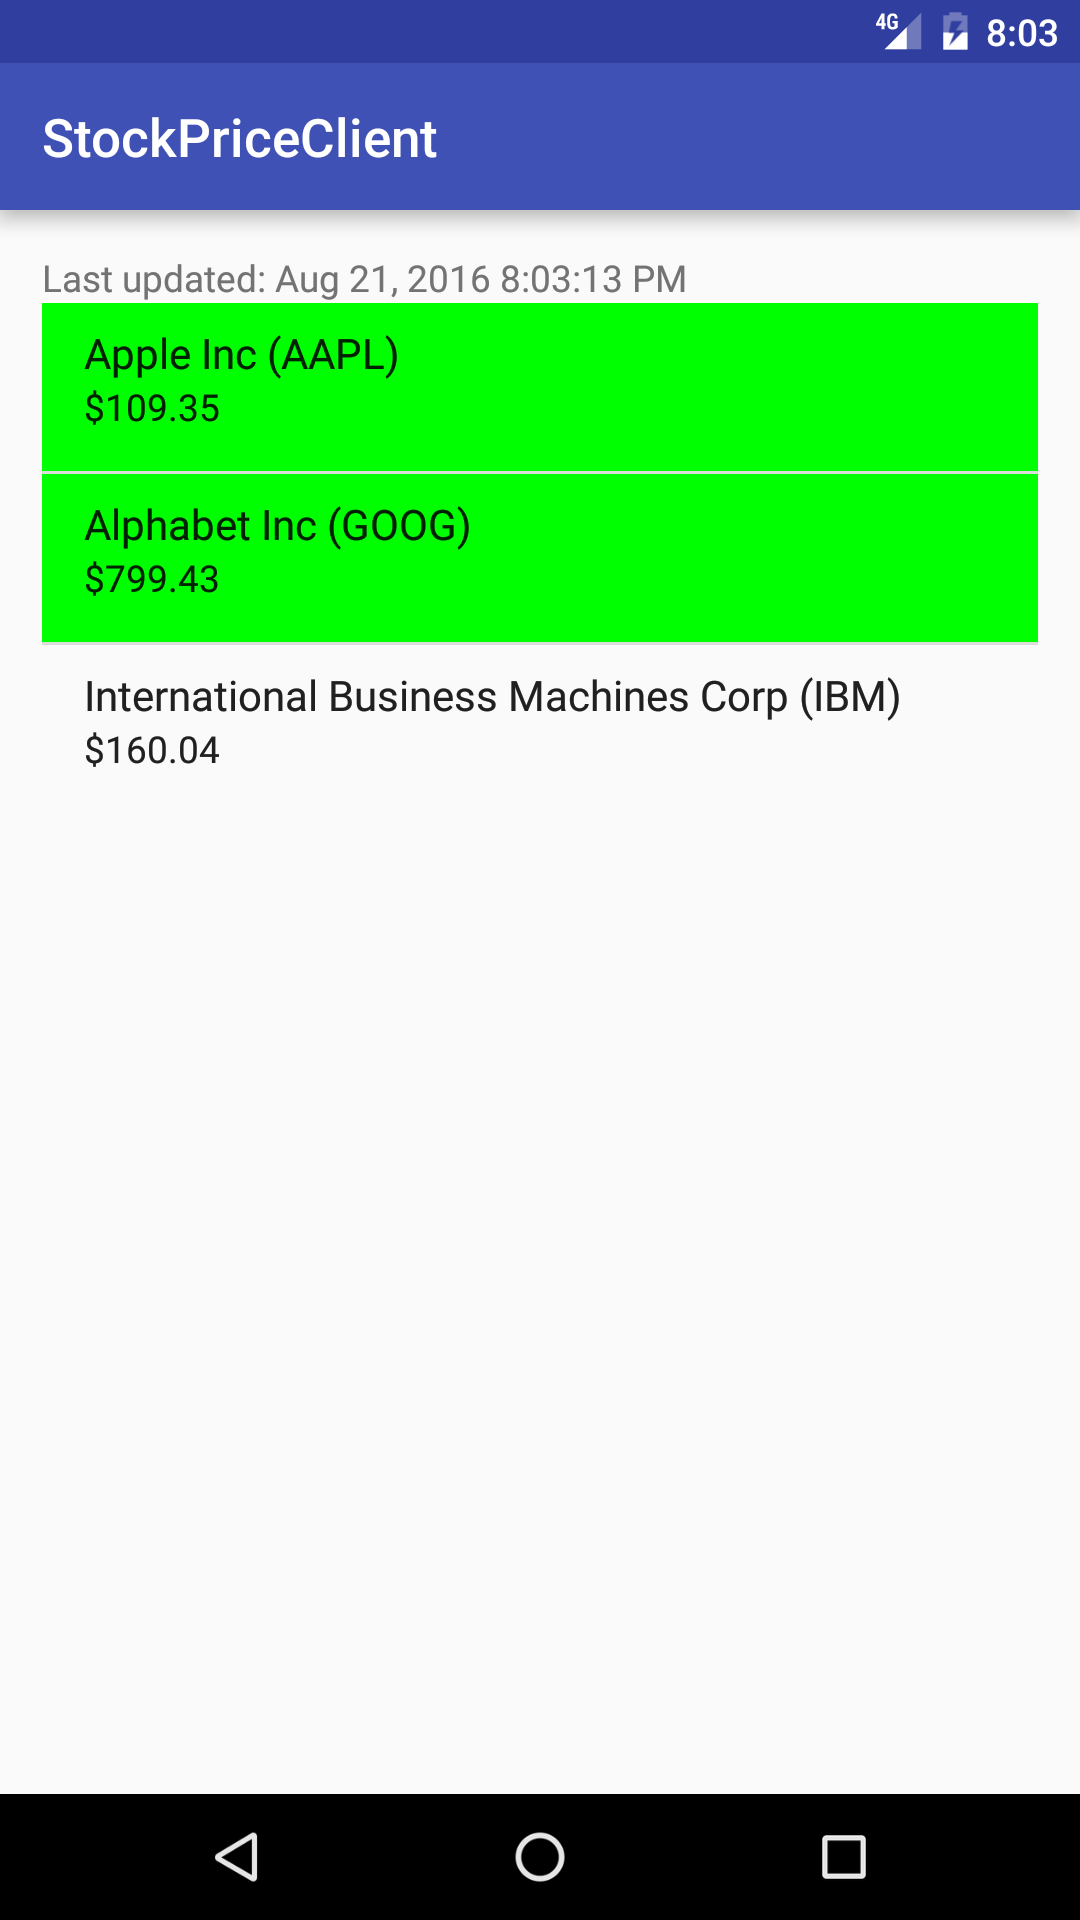 4G 8:03
StockPriceClient
Last updated: Aug 21, 2016 8:03:13 PM
Apple Inc (AAPL)
$109.35
Alphabet Inc (GOOG)
$799.43
International Business Machines Corp (IBM)
$160.04